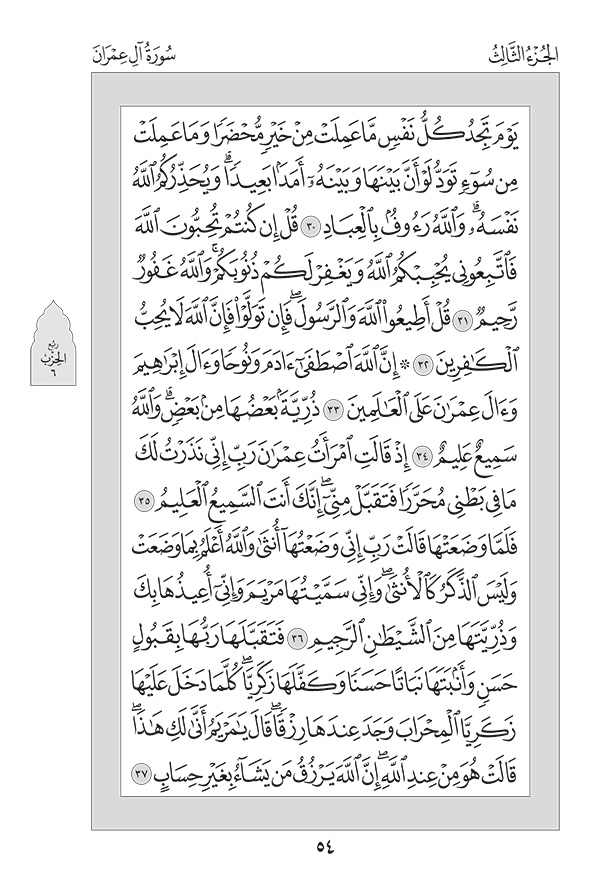 الجُزْءُ الثَّالِثُ
سُورَةُ آلِ عِمْرَانَ
يَوْمَ تَجِدُ كُلُّ نَفْسٍ مَّا عَمِلَتْ مِنْ خَيْرٍ مُّحْضَرًا وَمَا عَمِلَتْ
مِن سُوٓءٍ تَوَدُّ لَوْ أَنَّ بَيْنَهَا وَبَيْنَهُۥٓ أَمَدَۢا بَعِيدًاۗ وَيُحَذِّرُكُمُ ٱللَّهُ
نَفْسَهُۥۗ وَٱللَّهُ رَءُوفُۢ بِٱلْعِبَادِ ٣٠ قُلْ إِن كُنتُمْ تُحِبُّونَ ٱللَّهَ
فَٱتَّبِعُونِي يُحْبِبْكُمُ ٱللَّهُ وَيَغْفِرْ لَكُمْ ذُنُوبَكُمْۚ وَٱللَّهُ غَفُورٌ
رَّحِيمٌ ٣١ قُلْ أَطِيعُوا۟ ٱللَّهَ وَٱلرَّسُولَۖ فَإِن تَوَلَّوْا۟ فَإِنَّ ٱللَّهَ لَا يُحِبُّ
ٱلْكَٰفِرِينَ ٣٢ * إِنَّ ٱللَّهَ ٱصْطَفَىٰٓ ءَادَمَ وَنُوحًا وَءَالَ إِبْرَٰهِيمَ
وَءَالَ عِمْرَٰنَ عَلَى ٱلْعَٰلَمِينَ ٣٣ ذُرِّيَّةَۢ بَعْضُهَا مِنۢ بَعْضٍۗ وَٱللَّهُ
سَمِيعٌ عَلِيمٌ ٣٤ إِذْ قَالَتِ ٱمْرَأَتُ عِمْرَٰنَ رَبِّ إِنِّي نَذَرْتُ لَكَ
مَا فِي بَطْنِي مُحَرَّرًا فَتَقَبَّلْ مِنِّيٓۖ إِنَّكَ أَنتَ ٱلسَّمِيعُ ٱلْعَلِيمُ ٣٥
فَلَمَّا وَضَعَتْهَا قَالَتْ رَبِّ إِنِّي وَضَعْتُهَآ أُنثَىٰ وَٱللَّهُ أَعْلَمُ بِمَا وَضَعَتْ
وَلَيْسَ ٱلذَّكَرُ كَٱلْأُنثَىٰۖ وَإِنِّي سَمَّيْتُهَا مَرْيَمَ وَإِنِّيٓ أُعِيذُهَا بِكَ
وَذُرِّيَّتَهَا مِنَ ٱلشَّيْطَٰنِ ٱلرَّجِيمِ ٣٦ فَتَقَبَّلَهَا رَبُّهَا بِقَبُولٍ
حَسَنٍ وَأَنۢبَتَهَا نَبَاتًا حَسَنًا وَكَفَّلَهَا زَكَرِيَّاۖ كُلَّمَا دَخَلَ عَلَيْهَا
زَكَرِيَّا ٱلْمِحْرَابَ وَجَدَ عِندَهَا رِزْقًاۖ قَالَ يَٰمَرْيَمُ أَنَّىٰ لَكِ هَٰذَاۖ
قَالَتْ هُوَ مِنْ عِندِ ٱللَّهِۖ إِنَّ ٱللَّهَ يَرْزُقُ مَن يَشَآءُ بِغَيْرِ حِسَابٍ ٣٧
رُبْع
الحِزْب
٦
٥٤